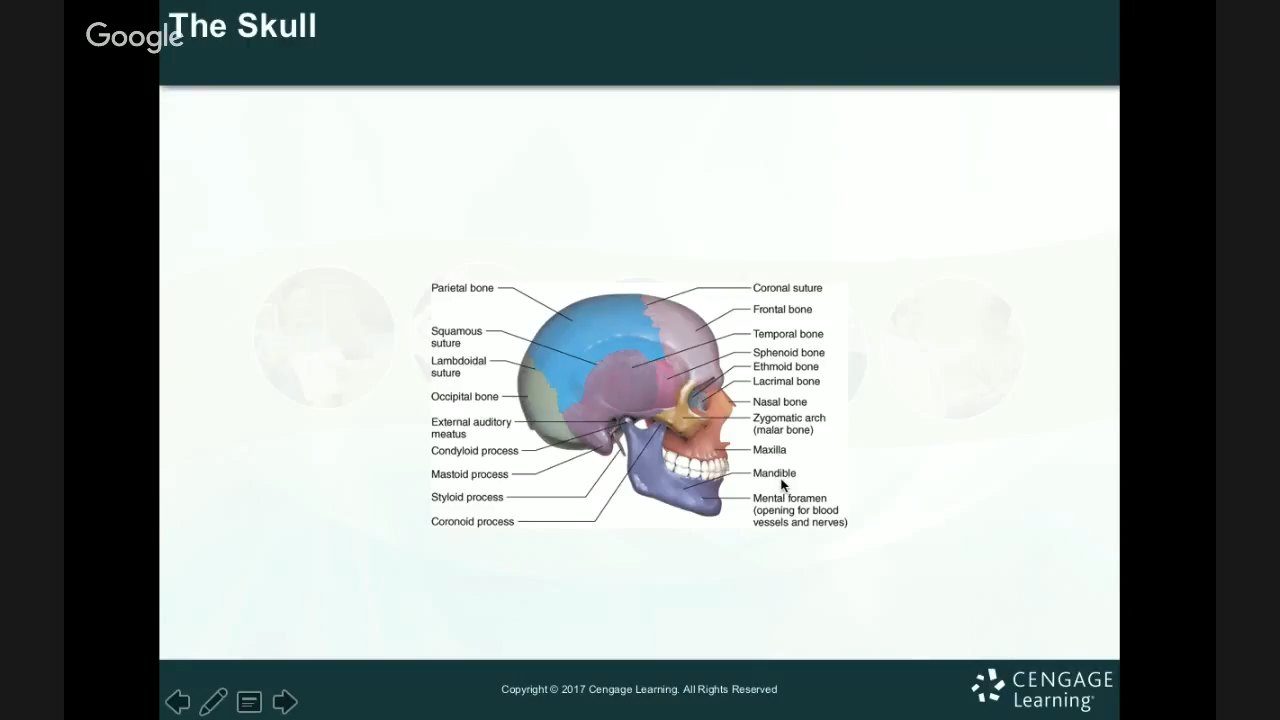 Google
The Skull
Parietal bone
Squamous
suture
Lambdoidal
suture
Occipital bone
External auditory
meatus
Condyloid process
Mastoid process
Styloid process
Coronoid process
Coronal suture
Frontal bone
Temporal bone
Sphenoid bone
Ethmoid bone
Lacrimal bone
Nasal bone
Zygomatic arch
(malar bone)
Maxilla
Mandible
Mental foramen
(opening for blood
vessels and nerves)
Copyright © 2017 Cengage Learning. All Rights Reserved
CENGAGE
Learning